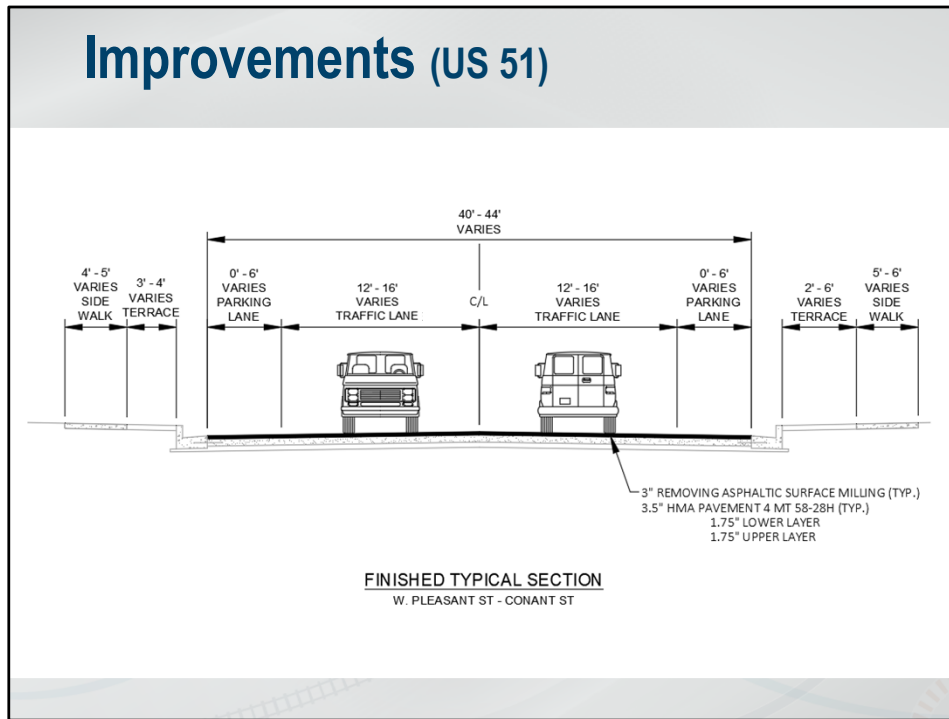 Improvements (US 51)
40' - 44'
VARIES
4' - 5'
VARIES
SIDE
WALK
3' - 4'
VARIES
TERRACE
0' - 6'
VARIES
PARKING
LANE
12' - 16'
VARIES
TRAFFIC LANE
C/L
12' - 16'
VARIES
TRAFFIC LANE
0' - 6'
VARIES
PARKING
LANE
2' - 6'
VARIES
TERRACE
5' - 6'
VARIES
SIDE
WALK
3" REMOVING ASPHALTIC SURFACE MILLING (TYP.)
3.5" HMA PAVEMENT 4 MT 58-28H (TYP.)
1.75" LOWER LAYER
1.75" UPPER LAYER
FINISHED TYPICAL SECTION
W. PLEASANT ST - CONANT ST